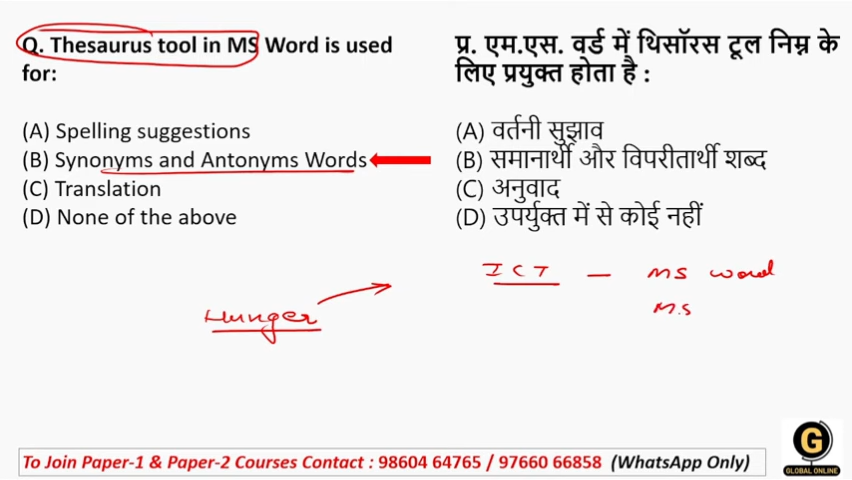 Q. Thesaurus tool in MS Word is used
for:
(A) Spelling suggestions
(B) Synonyms and Antonyms Words
(C) Translation
(D) None of the above
प्र. एम.एस. वर्ड में थिसॉरस टूल निम्न के
लिए प्रयुक्त होता है :
(A) वर्तनी सुझाव
(B) समानार्थी और विपरीतार्थी शब्द
(C) अनुवाद
(D) उपर्युक्त में से कोई नहीं
ICT — MS word
M.S
Hunger
G
GLOBAL ONLINE
To Join Paper-1 & Paper-2 Courses Contact : 98604 64765 / 97660 66858 (WhatsApp Only)